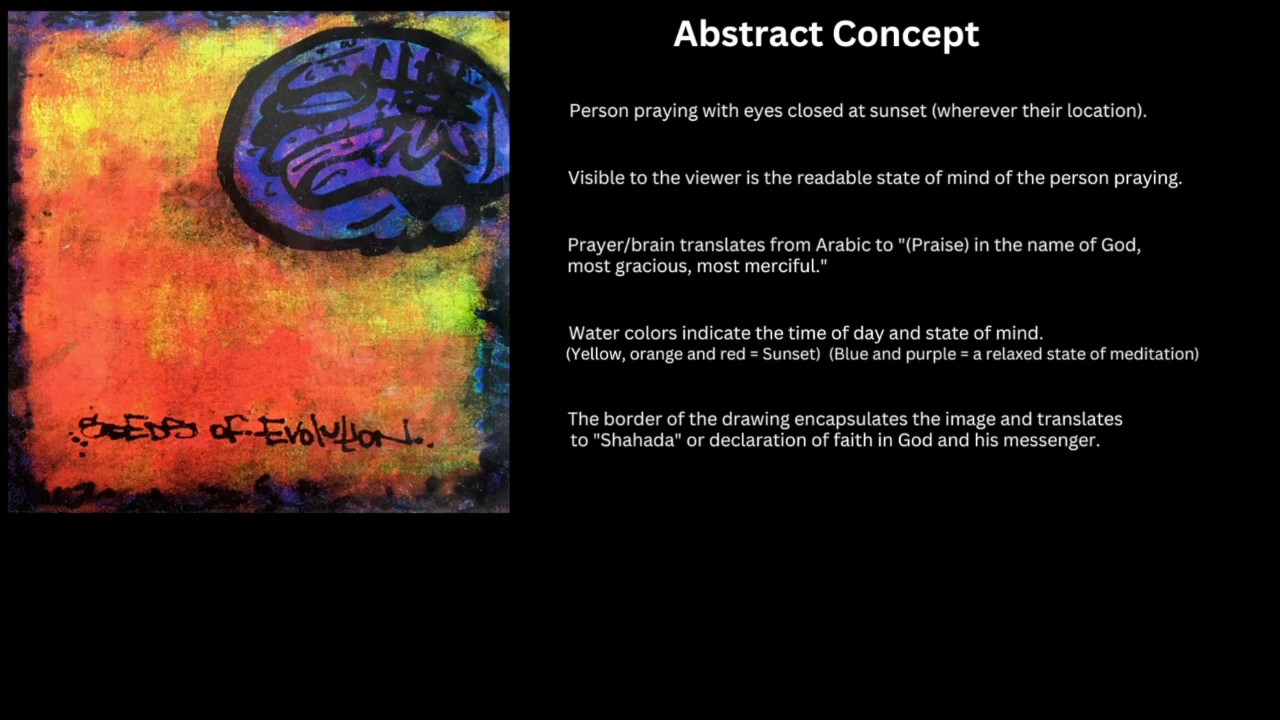 Abstract Concept
Person praying with eyes closed at sunset (wherever their location).
Visible to the viewer is the readable state of mind of the person praying.
Prayer/brain translates from Arabic to "(Praise) in the name of God,
most gracious, most merciful."
Water colors indicate the time of day and state of mind.
(Yellow, orange and red = Sunset) (Blue and purple = a relaxed state of meditation)
The border of the drawing encapsulates the image and translates
to "Shahada" or declaration of faith in God and his messenger.
SEEDS of EvoluTioN